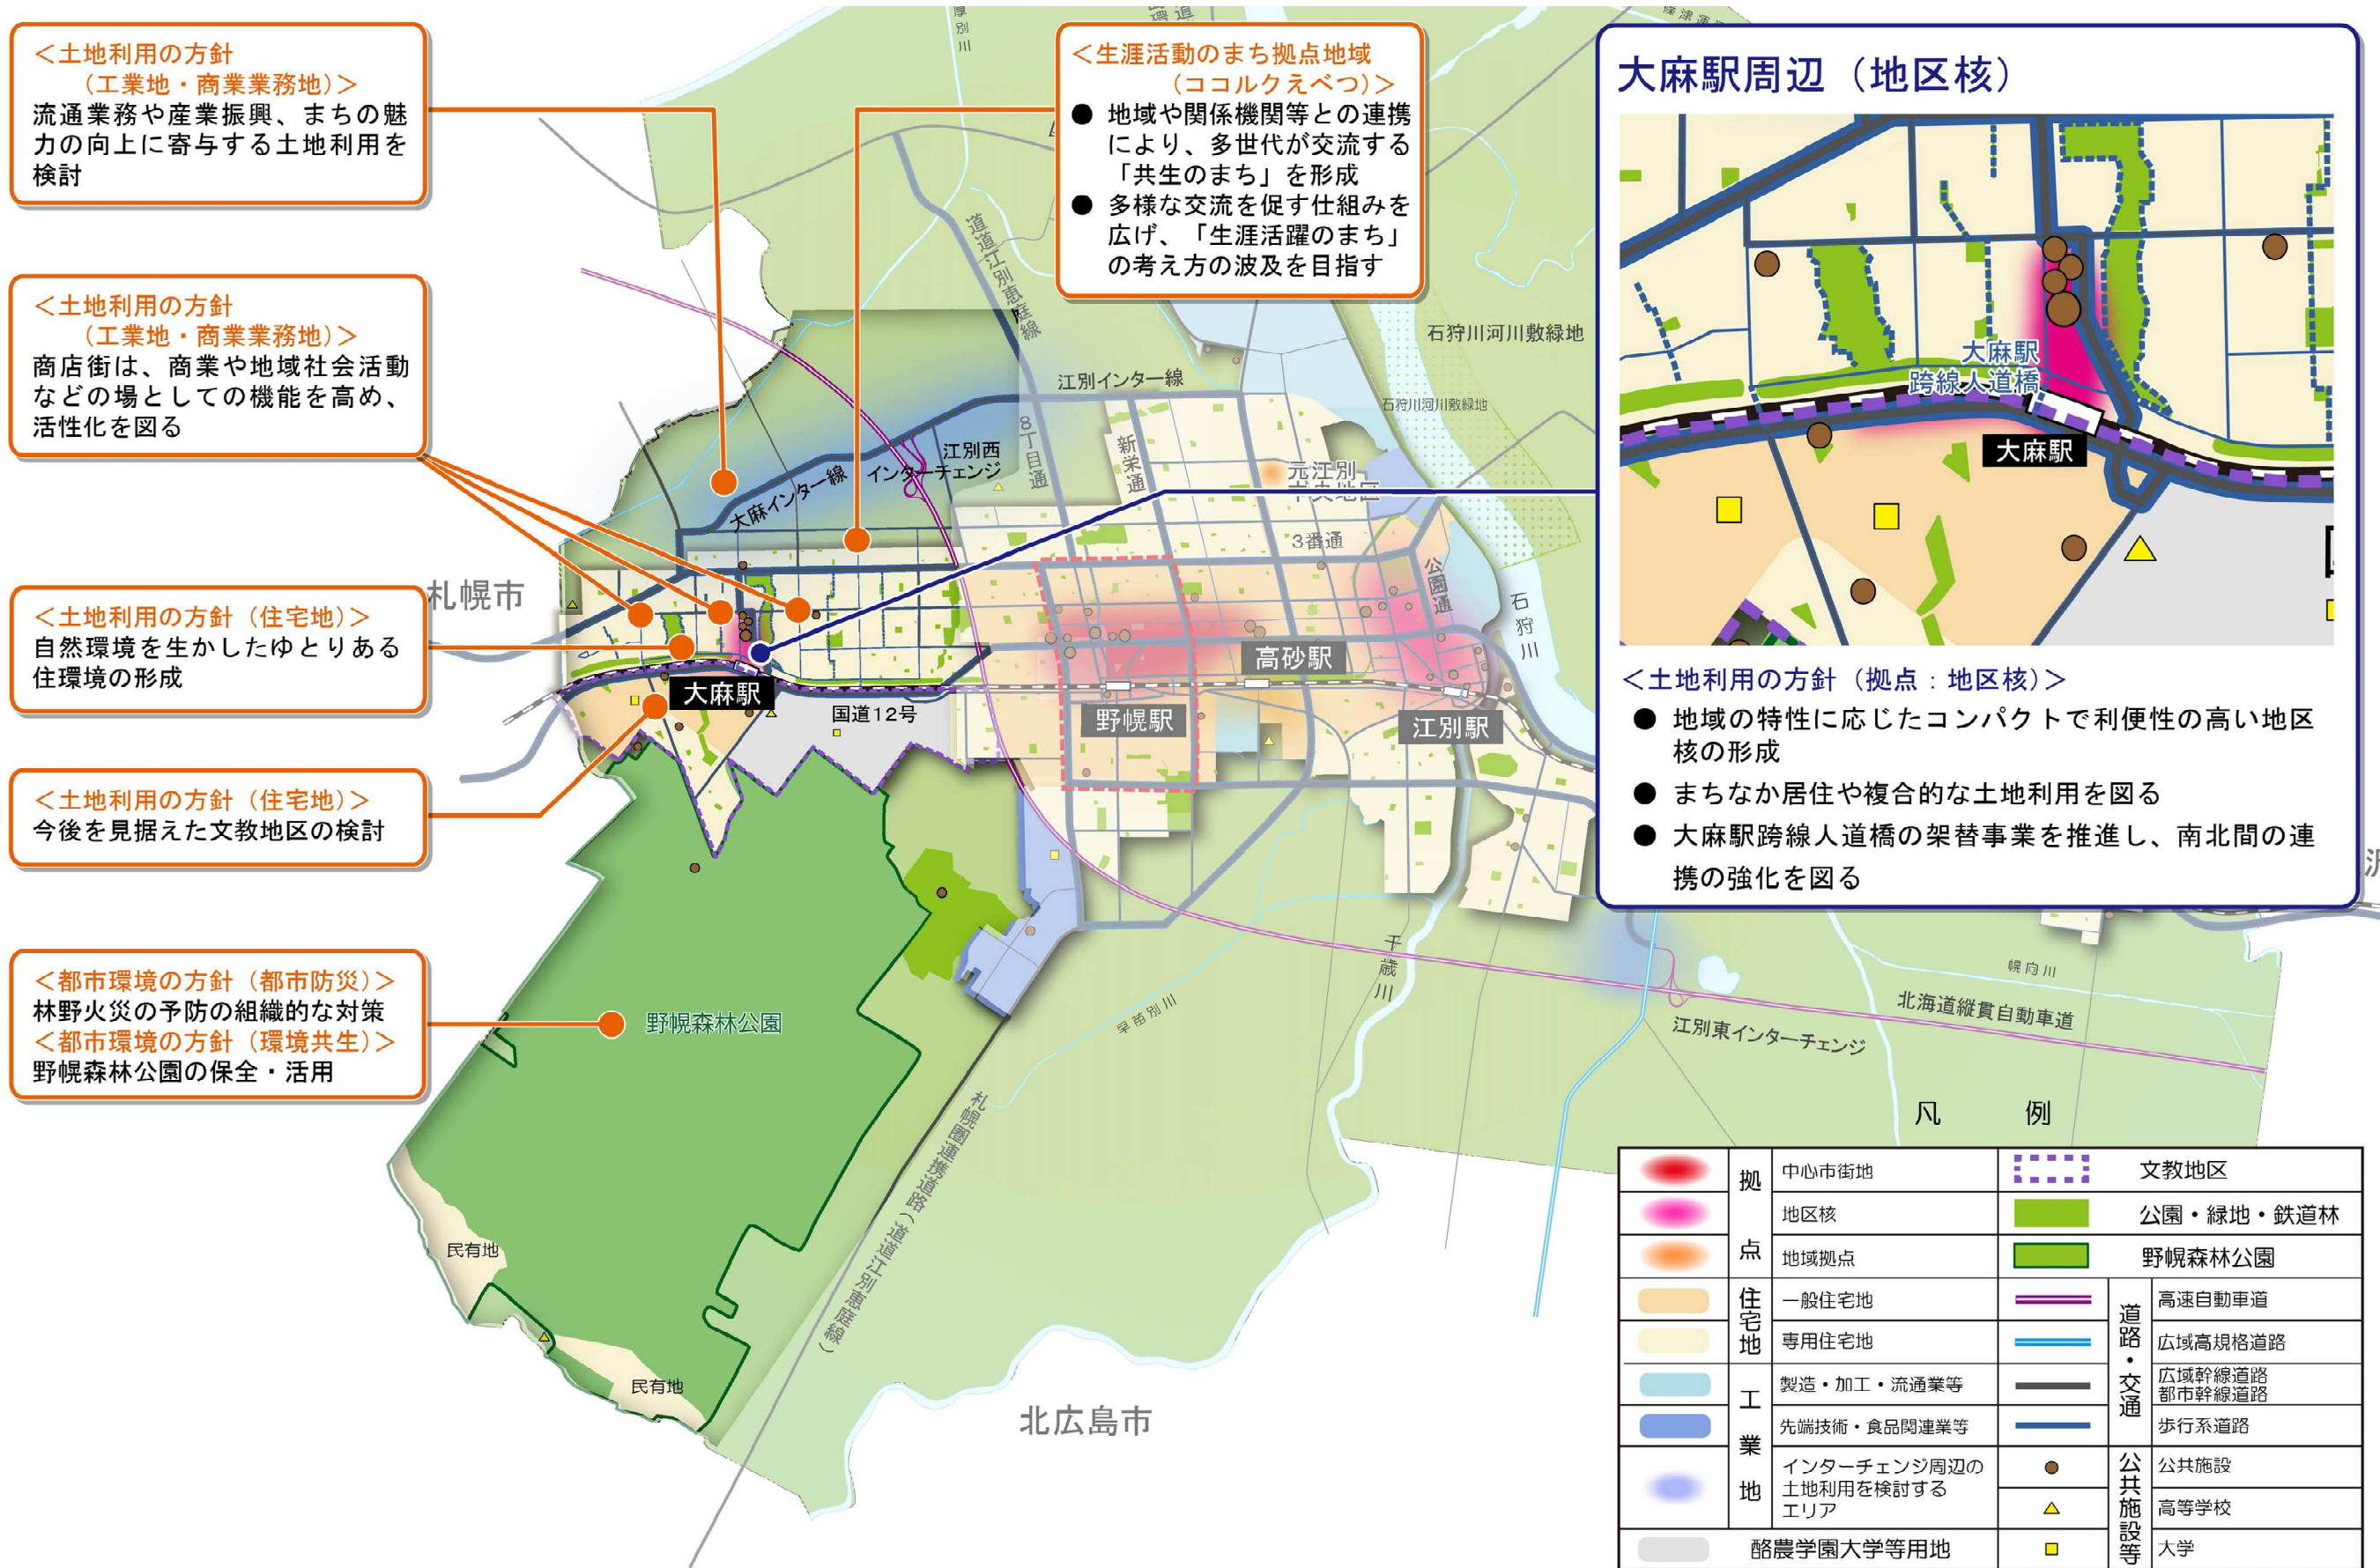 ＜土地利用の方針
（工業地・商業業務地）＞
流通業務や産業振興、まちの魅
力の向上に寄与する土地利用を
検討
＜土地利用の方針
（工業地・商業業務地）＞
商店街は、商業や地域社会活動
などの場としての機能を高め、
活性化を図る
＜土地利用の方針（住宅地）＞
自然環境を生かしたゆとりある
住環境の形成
＜土地利用の方針（住宅地）＞
今後を見据えた文教地区の検討
＜都市環境の方針（都市防災）＞
林野火災の予防の組織的な対策
＜都市環境の方針（環境共生）＞
野幌森林公園の保全・活用
＜生涯活動のまち拠点地域
（ココルクえべつ）＞
● 地域や関係機関等との連携
により、多世代が交流する
「共生のまち」を形成
● 多様な交流を促す仕組みを
広げ、「生涯活躍のまち」
の考え方の波及を目指す
大麻駅周辺（地区核）
大麻駅
跨線人道橋
大麻駅
＜土地利用の方針（拠点：地区核）＞
● 地域の特性に応じたコンパクトで利便性の高い地区
核の形成
● まちなか居住や複合的な土地利用を図る
● 大麻駅跨線人道橋の架替事業を推進し、南北間の連
携の強化を図る
厚別川
道道江別恵庭線
石狩川河川敷緑地
石狩川河川敷緑地
江別インター線
8丁目通
新栄通
江別西
インターチェンジ
大麻インター線
元江別
中央地区
3番通
公園通
石狩川
札幌市
高砂駅
大麻駅
国道12号
野幌駅
江別駅
千歳川
早苗別川
幌向川
北海道縦貫自動車道
江別東インターチェンジ
野幌森林公園
札幌圏連携道路（道道江別恵庭線）
民有地
民有地
北広島市
凡 例
拠点
中心市街地
地区核
地域拠点
住宅地
一般住宅地
専用住宅地
工業地
製造・加工・流通業等
先端技術・食品関連業等
インターチェンジ周辺の
土地利用を検討する
エリア
酪農学園大学等用地
文教地区
公園・緑地・鉄道林
野幌森林公園
道路・交通
高速自動車道
広域高規格道路
広域幹線道路
都市幹線道路
歩行系道路
公共施設等
公共施設
高等学校
大学